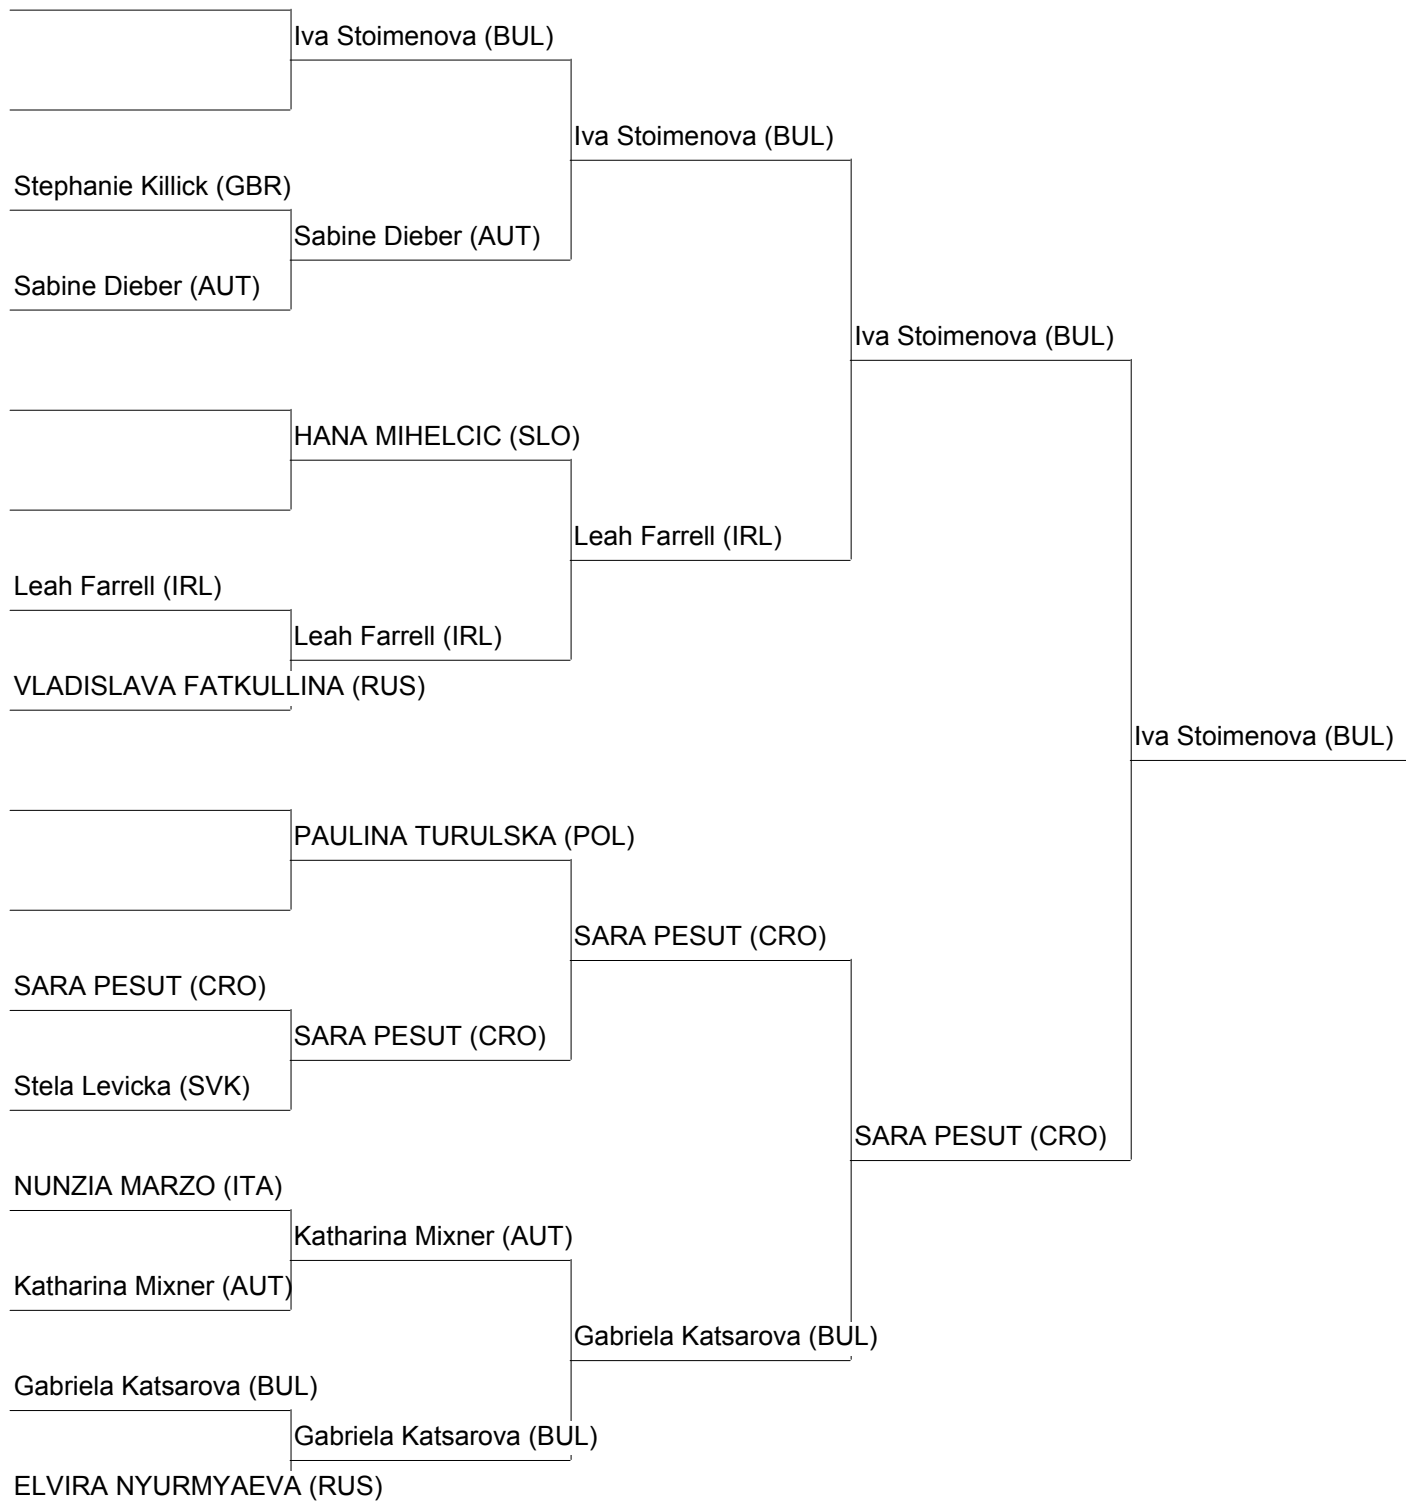 Iva Stoimenova (BUL)
Iva Stoimenova (BUL)
Stephanie Killick (GBR)
Sabine Dieber (AUT)
Sabine Dieber (AUT)
Iva Stoimenova (BUL)
HANA MIHELCIC (SLO)
Leah Farrell (IRL)
Leah Farrell (IRL)
Leah Farrell (IRL)
VLADISLAVA FATKULLINA (RUS)
Iva Stoimenova (BUL)
PAULINA TURULSKA (POL)
SARA PESUT (CRO)
SARA PESUT (CRO)
SARA PESUT (CRO)
Stela Levicka (SVK)
SARA PESUT (CRO)
NUNZIA MARZO (ITA)
Katharina Mixner (AUT)
Katharina Mixner (AUT)
Gabriela Katsarova (BUL)
Gabriela Katsarova (BUL)
Gabriela Katsarova (BUL)
ELVIRA NYURMYAEVA (RUS)